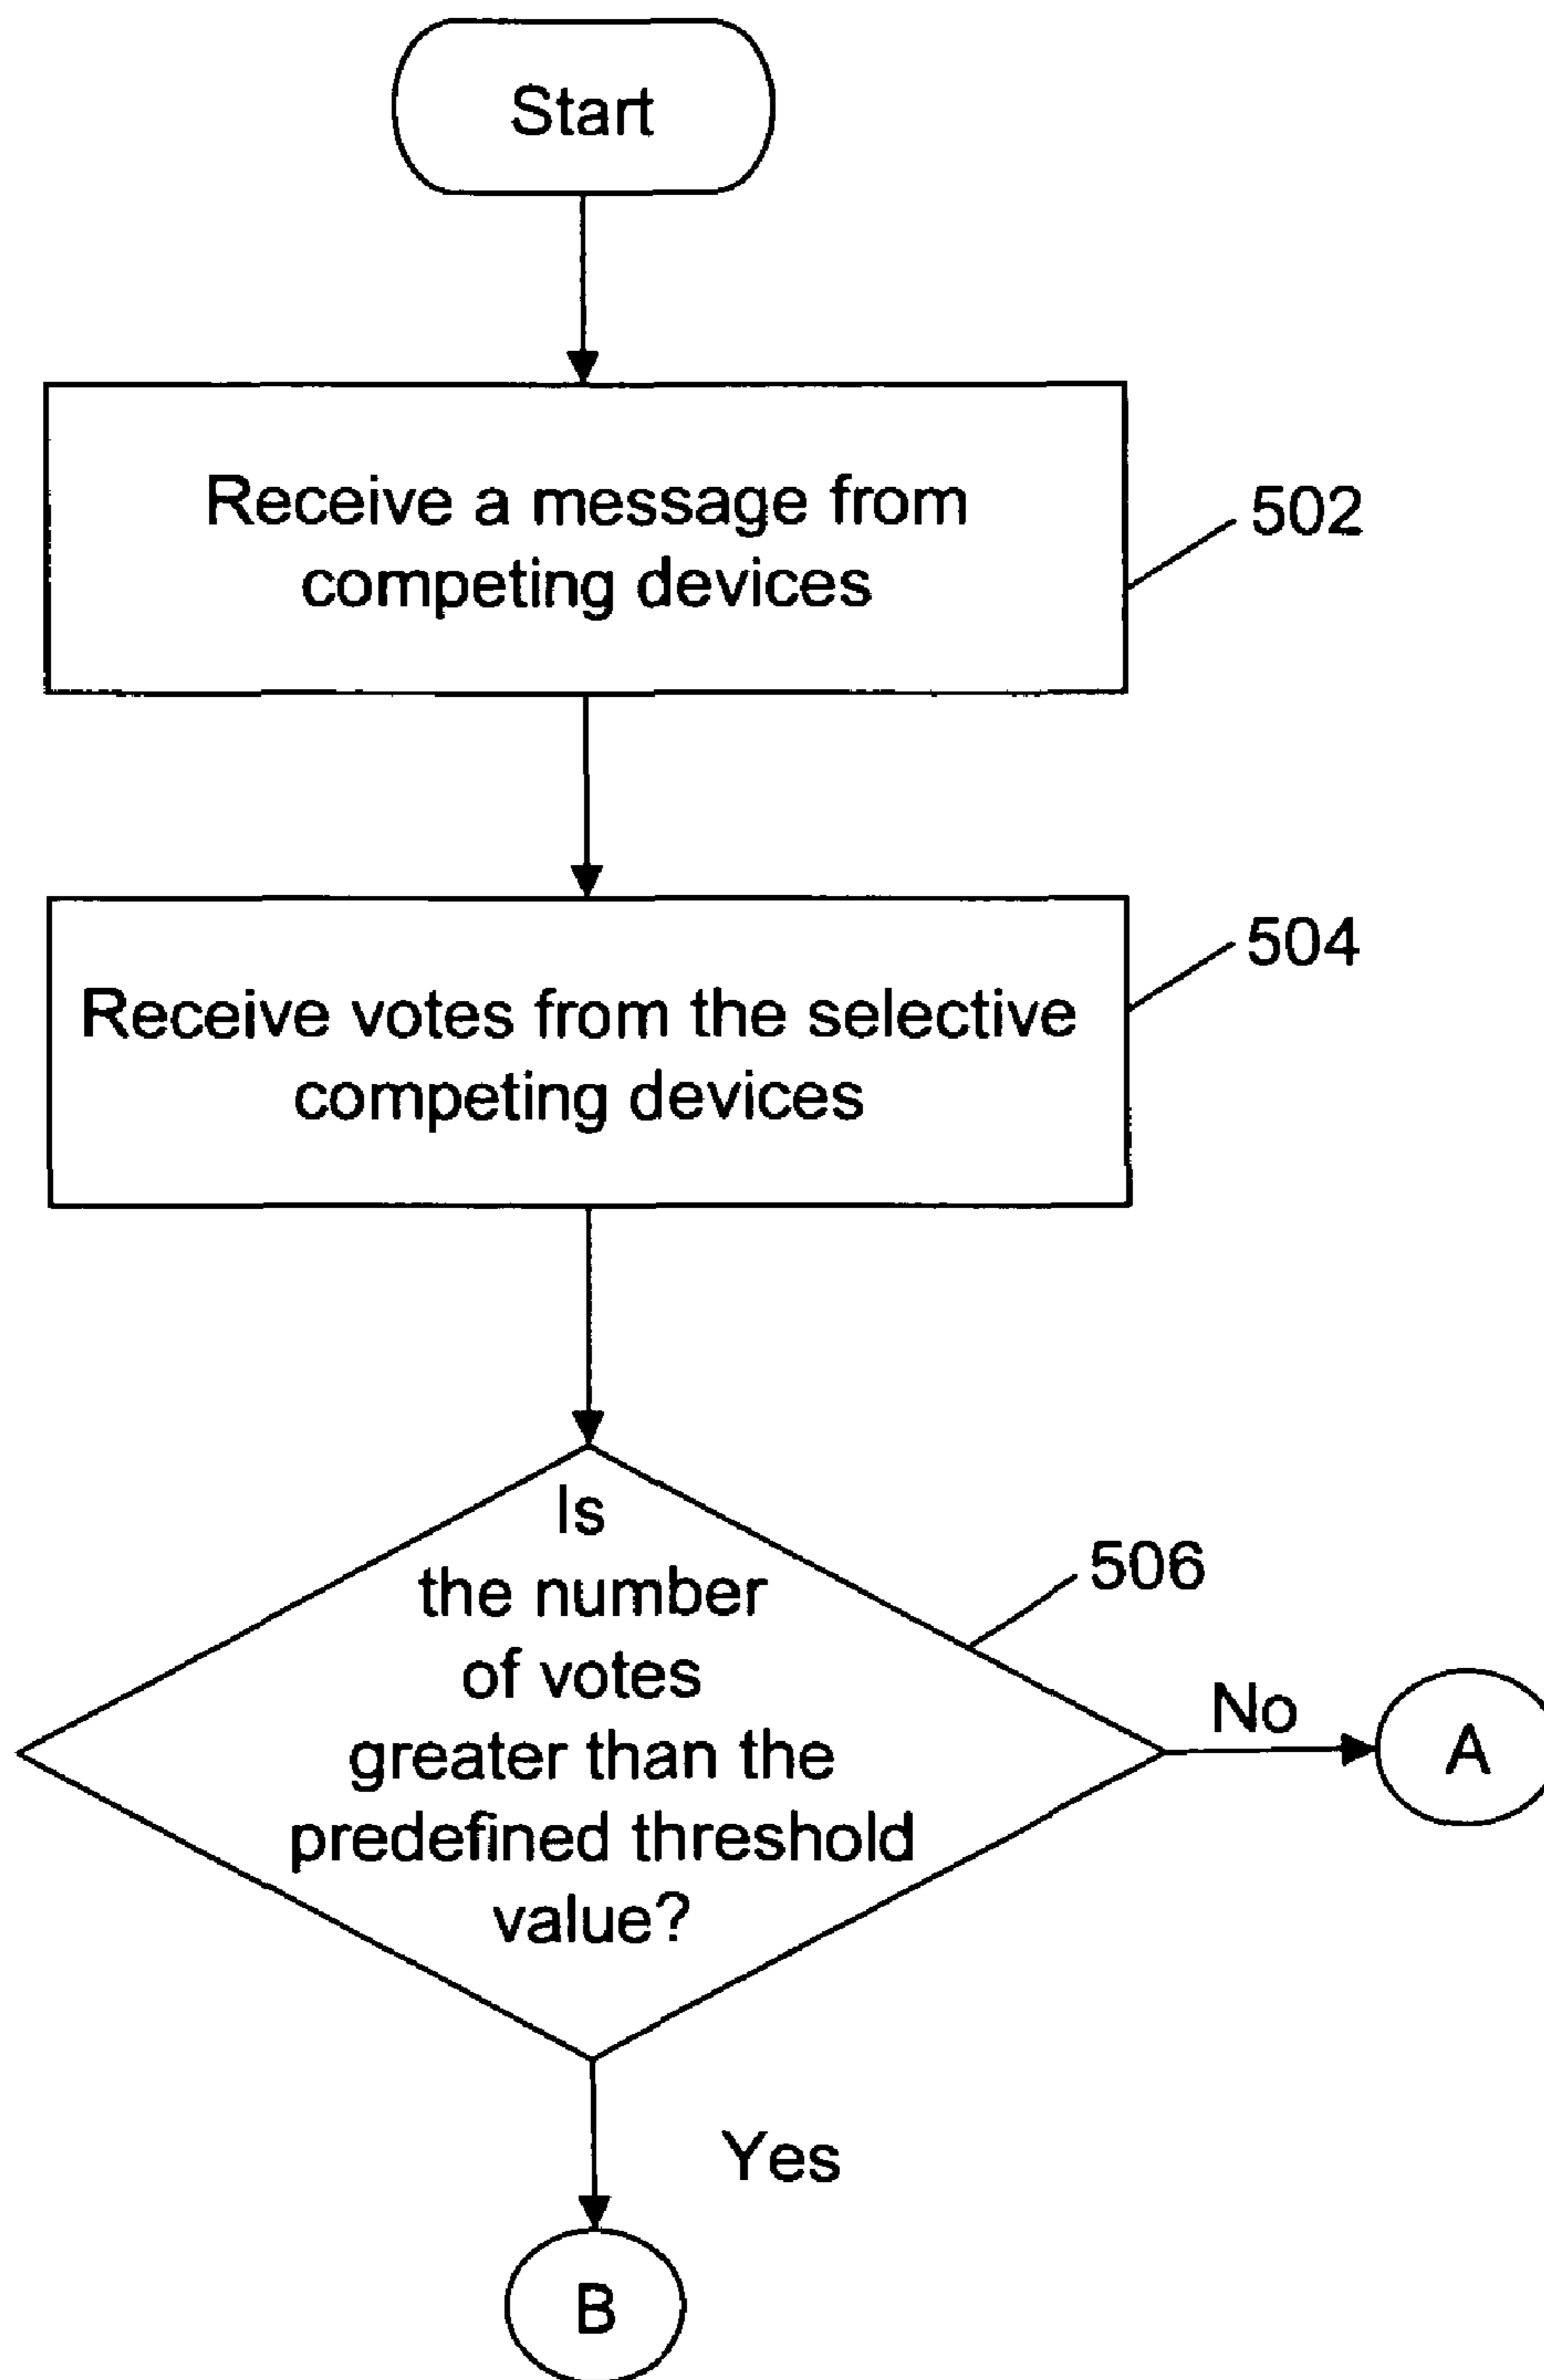 Start
Receive a message from
competing devices
502
Receive votes from the selective
competing devices
504
Is
the number
of votes
greater than the
predefined threshold
value?
506
No
A
Yes
B